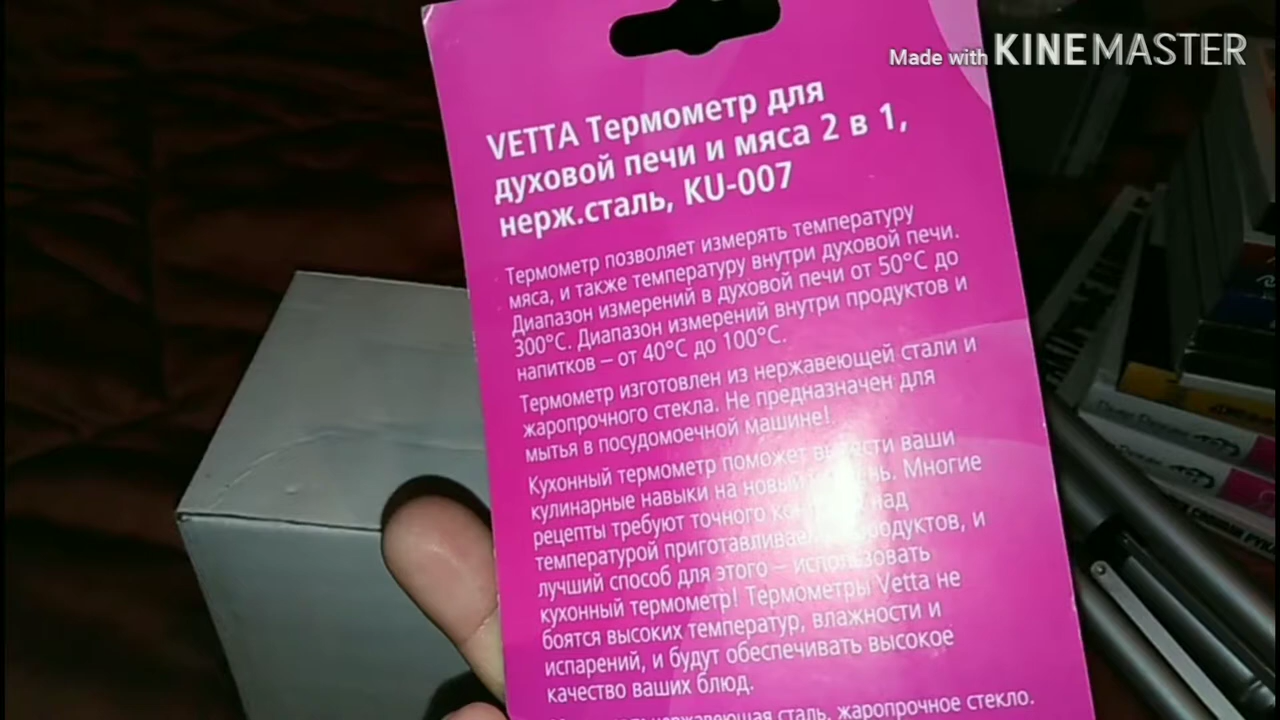 Made with KINEMASTER
VETTA Термометр для
духовой печи и мяса 2 в 1,
нерж.сталь, KU-007
Термометр позволяет измерять температуру
мяса, и также температуру внутри духовой печи.
Диапазон измерений в духовой печи от 50°C до
300°C. Диапазон измерений внутри продуктов и
напитков – от 40°C до 100°C.
Термометр изготовлен из нержавеющей стали и
жаропрочного стекла. Не предназначен для
мытья в посудомоечной машине!
Кухонный термометр поможет вывести ваши
кулинарные навыки на новый Многие
рецепты требуют точного над
температурой продуктов, и
лучший способ для этого – использовать
кухонный термометр! Термометры Vetta не
боятся высоких температур, влажности и
испарений, и будут обеспечивать высокое
качество ваших блюд.
сталь, жаропрочное стекло.